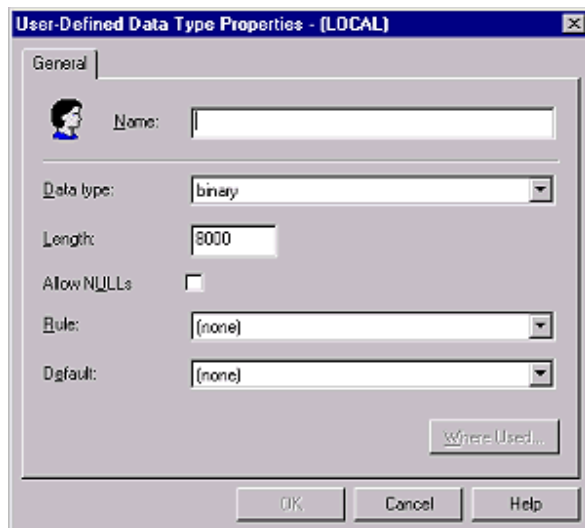 User-Defined Data Type Properties - (LOCAL)
General
Name:
Data type: binary
Length: 8000
Allow NULLs
Rule: (none)
Default: (none)
Where Used...
OK Cancel Help